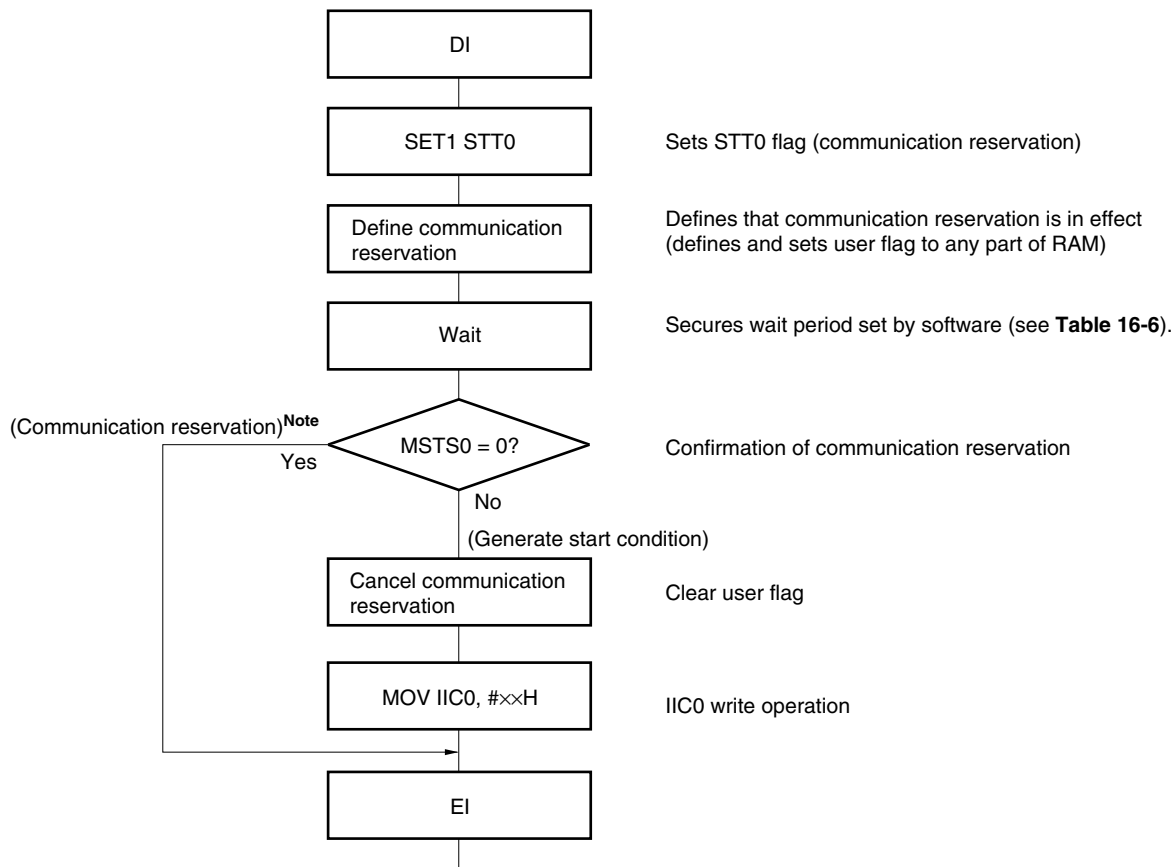 DI
SET1 STT0
Sets STT0 flag (communication reservation)
Define communication
reservation
Defines that communication reservation is in effect
(defines and sets user flag to any part of RAM)
Wait
Secures wait period set by software (see Table 16-6).
(Communication reservation)Note
Yes
MSTS0 = 0?
Confirmation of communication reservation
No
(Generate start condition)
Cancel communication
reservation
Clear user flag
MOV IIC0, #××H
IIC0 write operation
EI